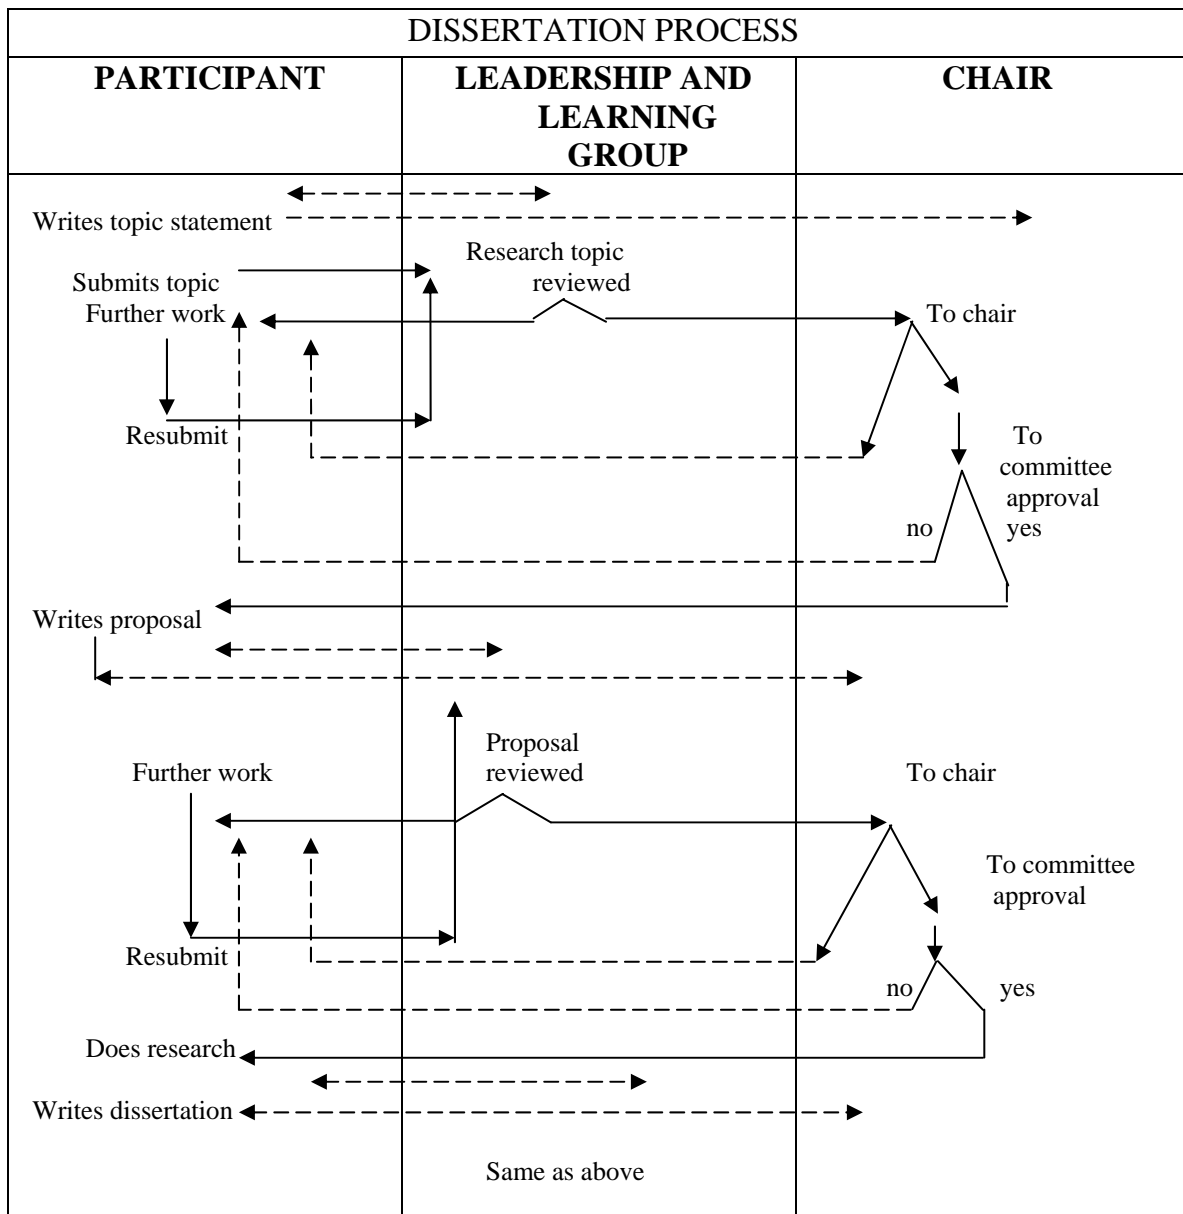 DISSERTATION PROCESS
PARTICIPANT
LEADERSHIP AND
LEARNING
GROUP
CHAIR
Writes topic statement
Research topic
reviewed
Submits topic
Further work
To chair
Resubmit
To
committee
approval
no
yes
Writes proposal
Proposal
reviewed
Further work
To chair
To committee
approval
Resubmit
no
yes
Does research
Writes dissertation
Same as above